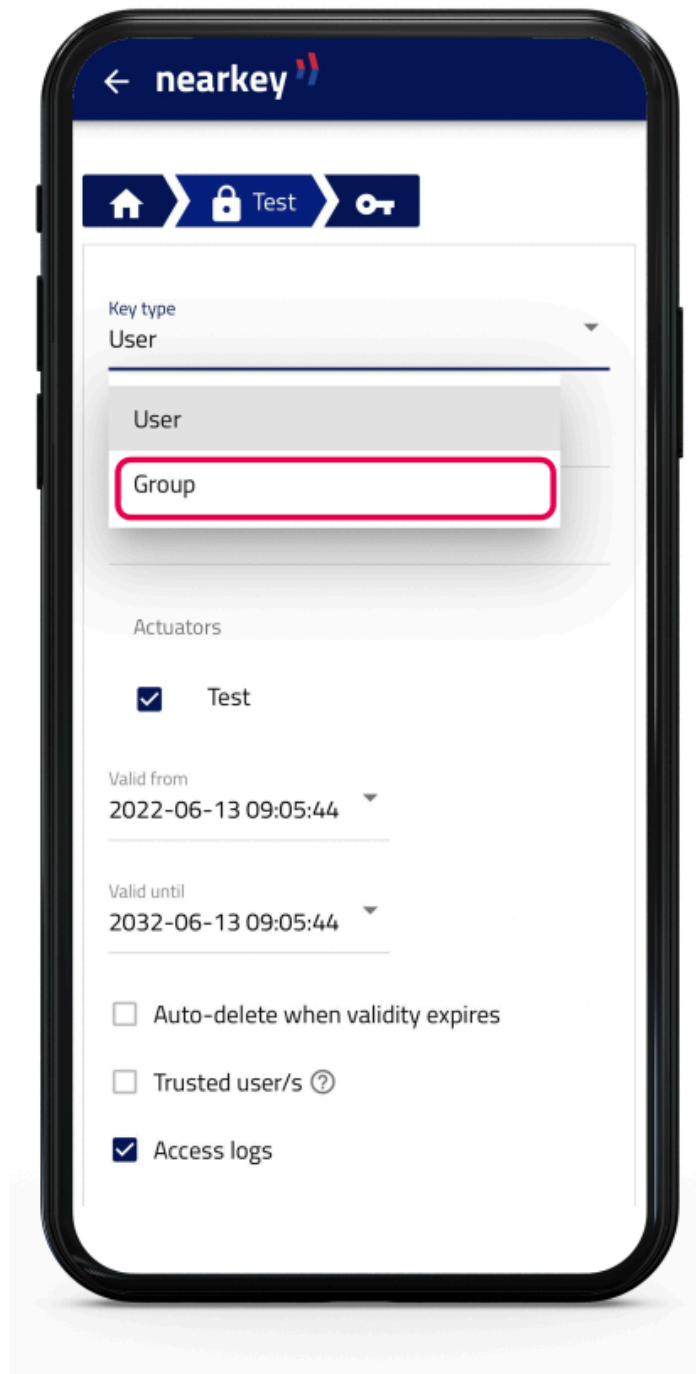 nearkey
Test
Key type
User
User
Group
Actuators
Test
Valid from
2022-06-13 09:05:44
Valid until
2032-06-13 09:05:44
Auto-delete when validity expires
Trusted user/s ?
Access logs